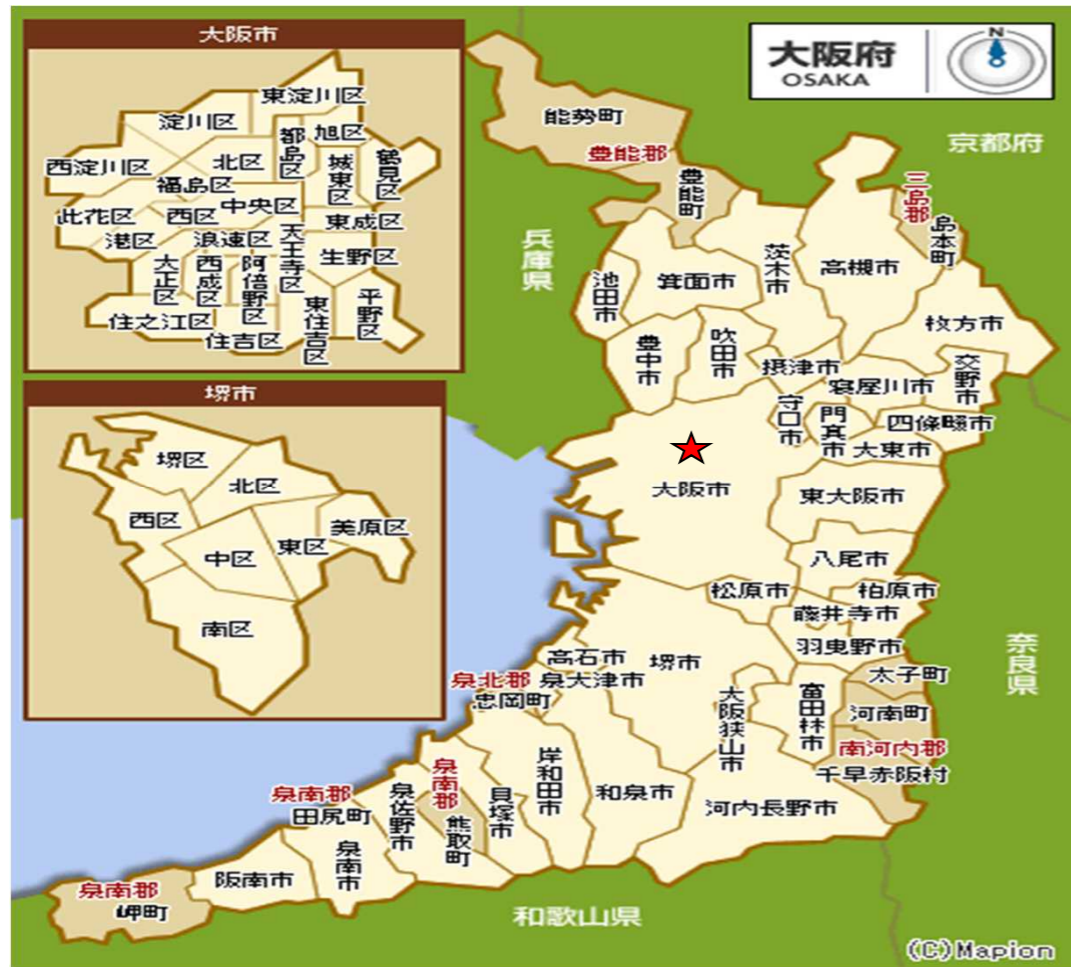 大阪市
東淀川区
淀川区
都島区
旭区
西淀川区
北区
城東区
鶴見区
福島区
此花区
西区
中央区
東成区
港区
浪速区
天王寺区
生野区
大正区
西成区
阿倍野区
東住吉区
平野区
住之江区
住吉区
堺市
堺区
北区
西区
美原区
中区
東区
南区
大阪府
OSAKA
N
能勢町
豊能郡
豊能町
京都府
三島郡
島本町
兵庫県
茨木市
高槻市
池田市
箕面市
枚方市
豊中市
吹田市
摂津市
寝屋川市
交野市
守口市
門真市
四條畷市
大東市
大阪市
東大阪市
八尾市
松原市
柏原市
藤井寺市
羽曳野市
奈良県
高石市
堺市
太子町
泉北郡
泉大津市
忠岡町
大阪狭山市
富田林市
河南町
南河内郡
千早赤阪村
岸和田市
和泉市
河内長野市
泉南郡
貝塚市
泉南郡
田尻町
泉佐野市
熊取町
泉南市
阪南市
泉南郡
岬町
和歌山県
(C)Mapion